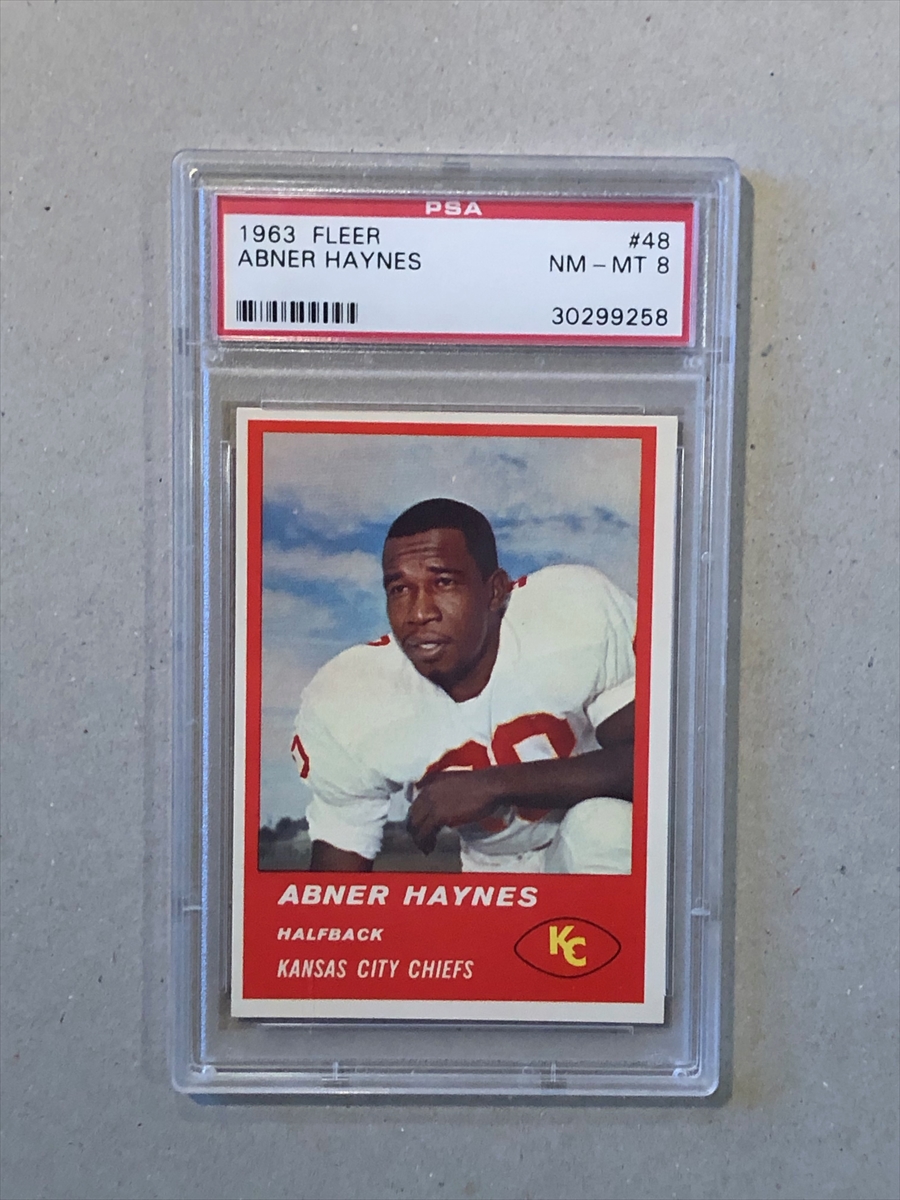 PSA
1963 FLEER #48
ABNER HAYNES NM - MT 8
30299258
ABNER HAYNES
HALFBACK
KC
KANSAS CITY CHIEFS